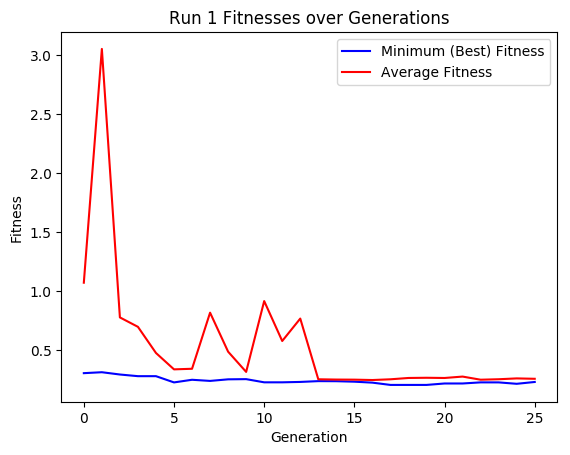 Run 1 Fitnesses over Generations
Minimum (Best) Fitness
Average Fitness
3.0
2.5
2.0
1.5
1.0
0.5
Fitness
0 5 10 15 20 25
Generation